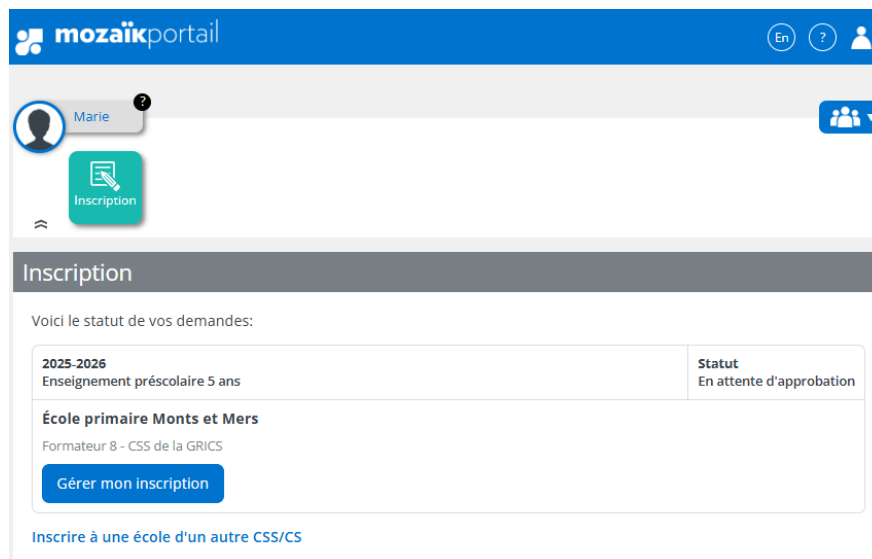 mozaïkportail
En
?
Marie
?
Inscription
Inscription
Voici le statut de vos demandes:
2025-2026
Enseignement préscolaire 5 ans
Statut
En attente d'approbation
École primaire Monts et Mers
Formateur 8 - CSS de la GRICS
Gérer mon inscription
Inscrire à une école d'un autre CSS/CS